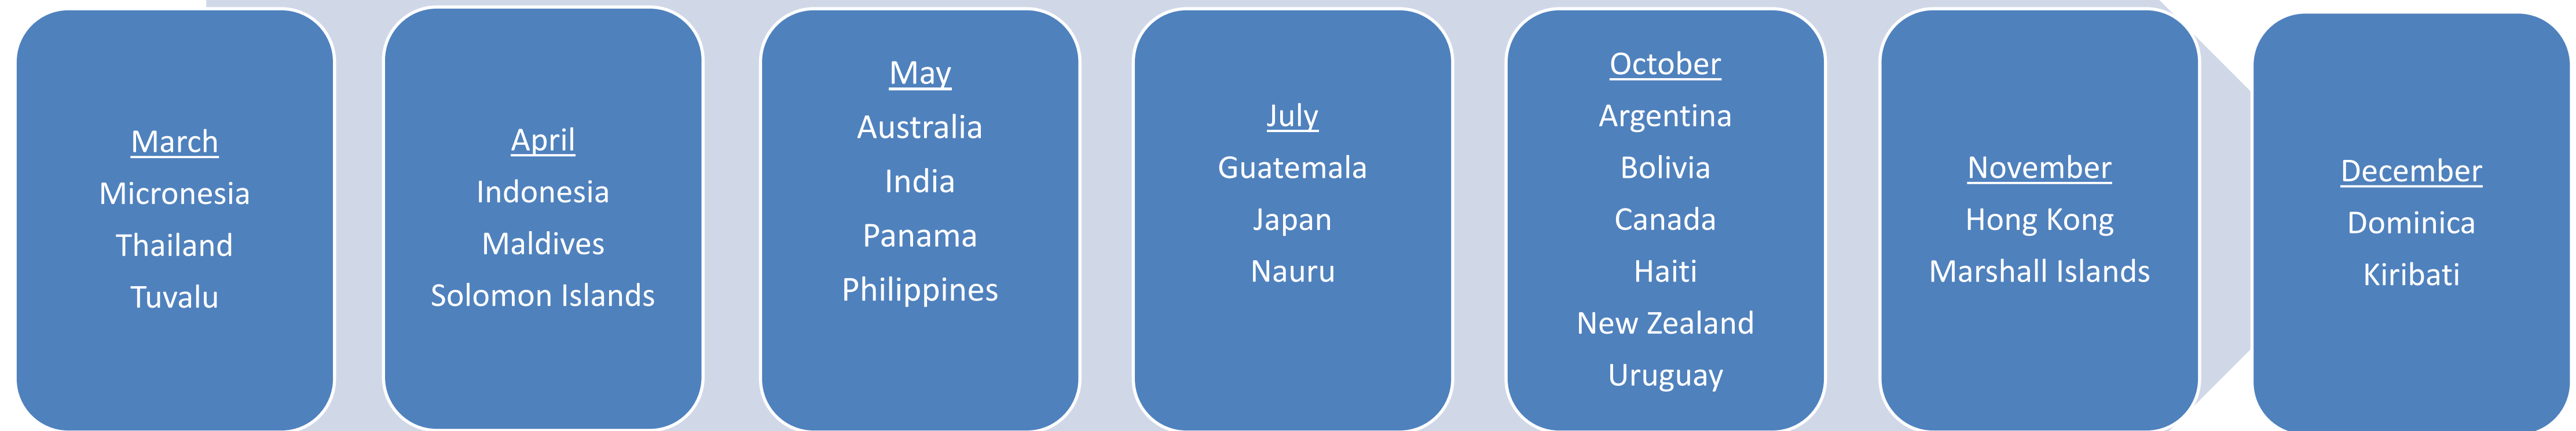 March
Micronesia
Thailand
Tuvalu
April
Indonesia
Maldives
Solomon Islands
May
Australia
India
Panama
Philippines
July
Guatemala
Japan
Nauru
October
Argentina
Bolivia
Canada
Haiti
New Zealand
Uruguay
November
Hong Kong
Marshall Islands
December
Dominica
Kiribati